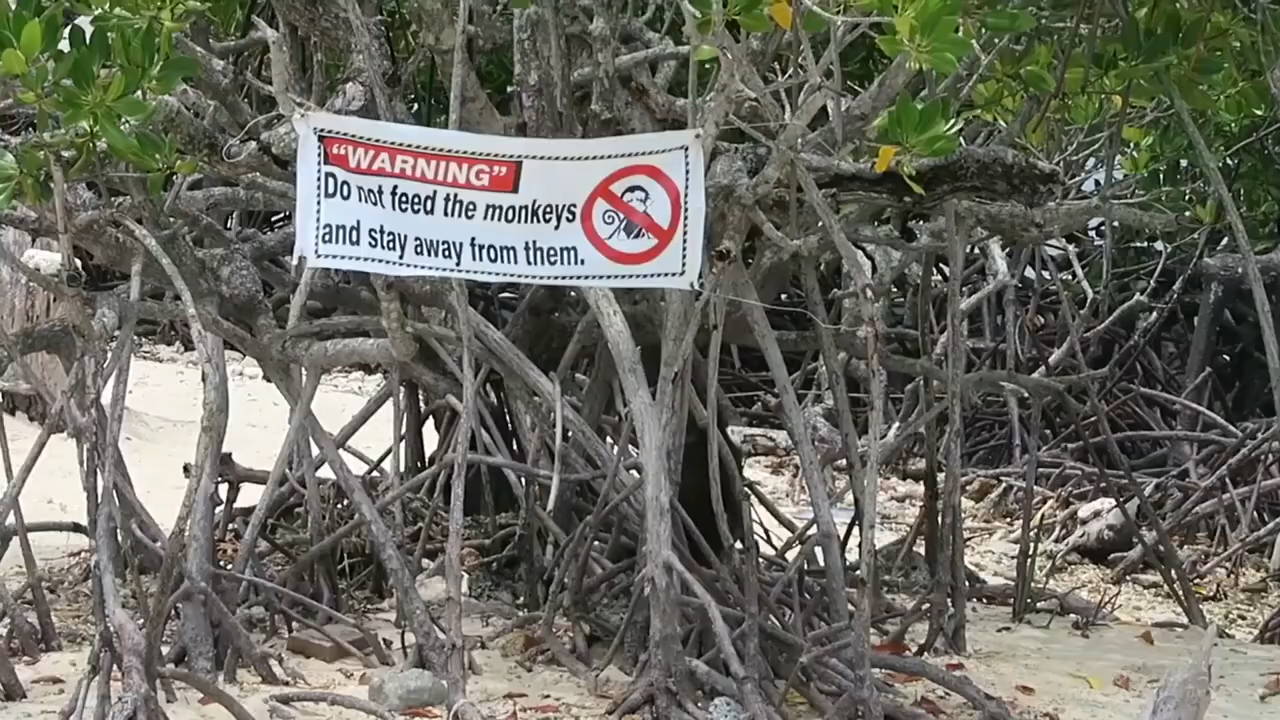 “WARNING”
Do not feed the monkeys
and stay away from them.